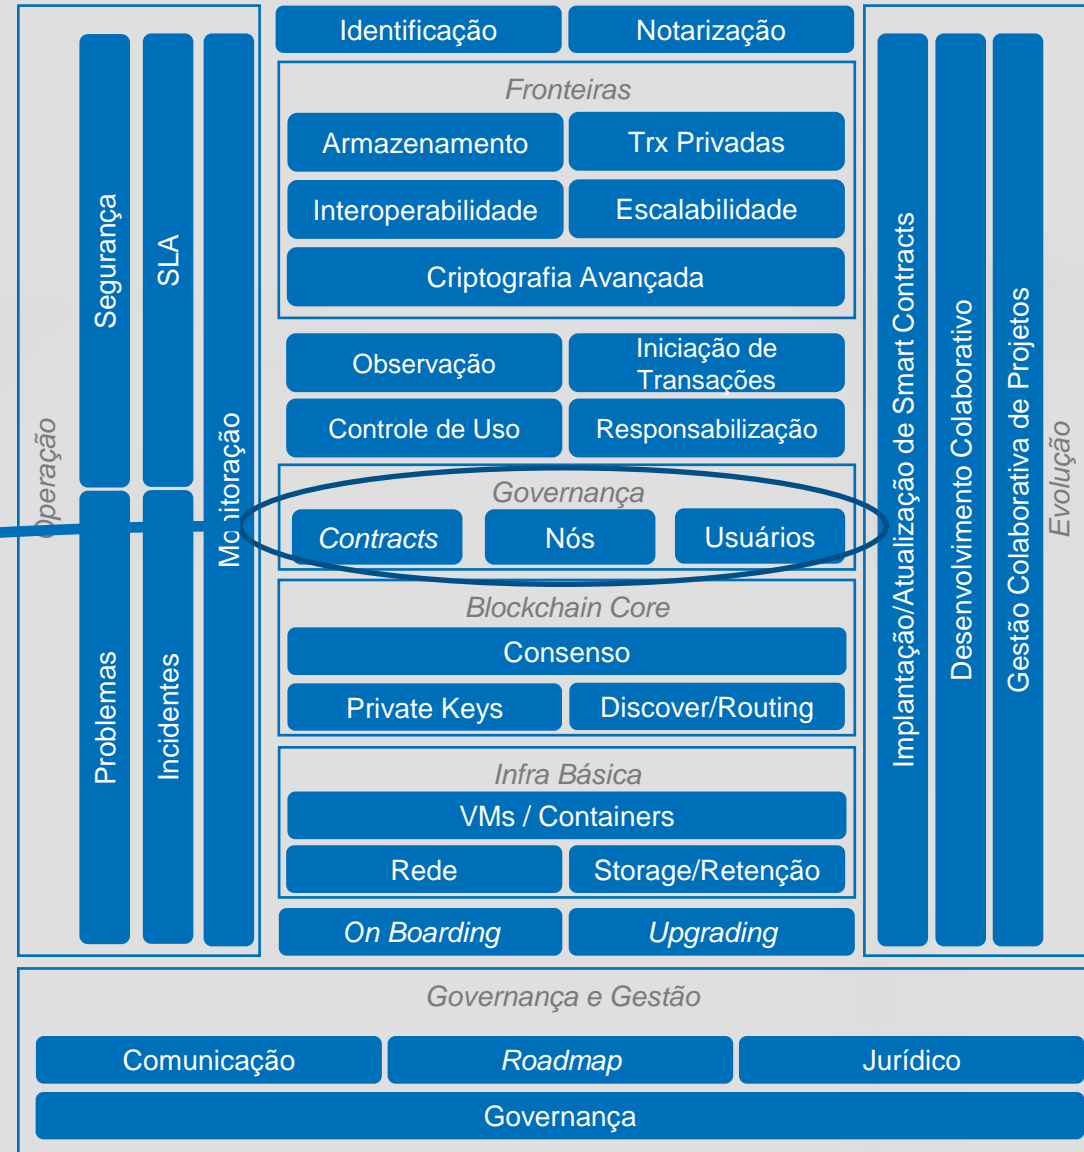 Operação
Segurança
SLA
Monitoração
Problemas
Incidentes
Identificação
Notarização
Fronteiras
Armazenamento
Trx Privadas
Interoperabilidade
Escalabilidade
Criptografia Avançada
Observação
Iniciação de
Transações
Controle de Uso
Responsabilização
Governança
Contracts
Nós
Usuários
Blockchain Core
Consenso
Private Keys
Discover/Routing
Infra Básica
VMs / Containers
Rede
Storage/Retenção
On Boarding
Upgrading
Implantação/Atualização de Smart Contracts
Desenvolvimento Colaborativo
Gestão Colaborativa de Projetos
Evolução
Governança e Gestão
Comunicação
Roadmap
Jurídico
Governança